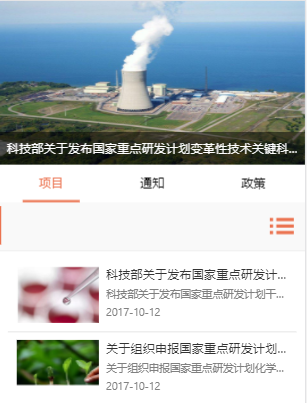 科技部关于发布国家重点研发计划变革性技术关键科...
项目
通知
政策
科技部关于发布国家重点研发计...
科技部关于发布国家重点研发计划干...
2017-10-12
关于组织申报国家重点研发计划...
关于组织申报国家重点研发计划化学...
2017-10-12